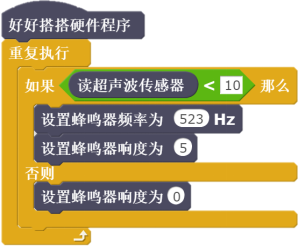 好好搭搭硬件程序
重复执行
如果 读超声波传感器 < 10 那么
设置蜂鸣器频率为 523 Hz
设置蜂鸣器响度为 5
否则
设置蜂鸣器响度为 0